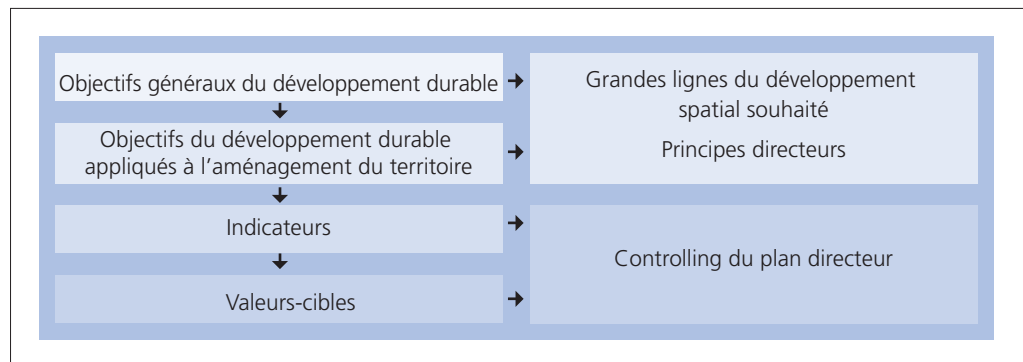 Objectifs généraux du développement durable
Grandes lignes du développement
spatial souhaité
Objectifs du développement durable
appliqués à l'aménagement du territoire
Principes directeurs
Indicateurs
Controlling du plan directeur
Valeurs-cibles